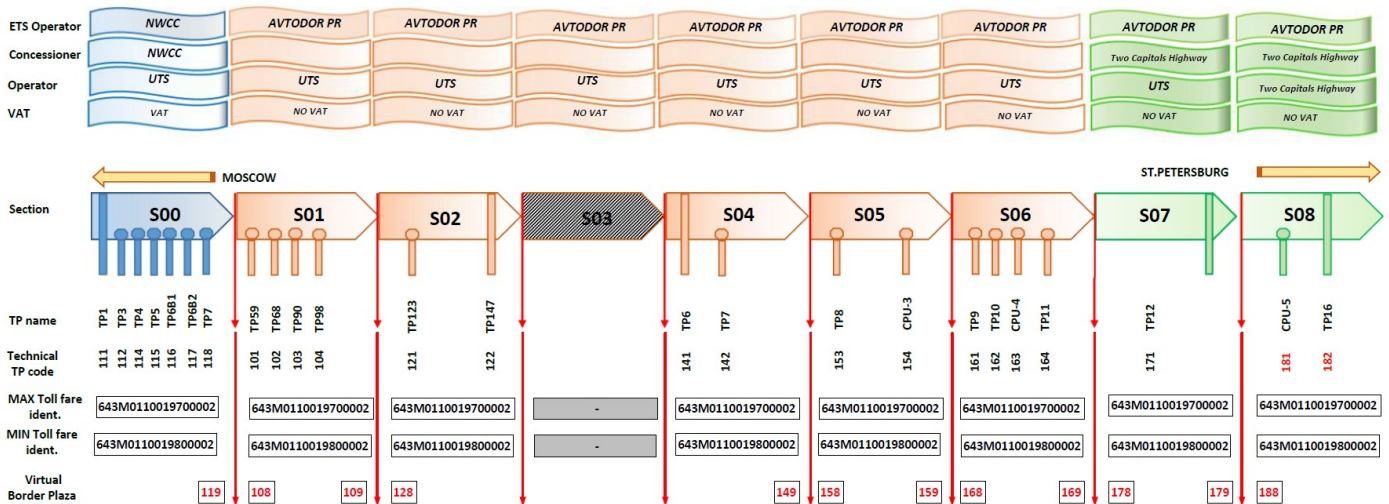 ETS Operator NWCC AVTODOR PR AVTODOR PR AVTODOR PR AVTODOR PR AVTODOR PR AVTODOR PR AVTODOR PR AVTODOR PR
Concessioner NWCC Two Capitals Highway Two Capitals Highway
Operator UTS UTS UTS UTS UTS UTS UTS UTS Two Capitals Highway
VAT VAT NO VAT NO VAT NO VAT NO VAT NO VAT NO VAT NO VAT NO VAT
MOSCOW ST.PETERSBURG
Section S00 S01 S02 S03 S04 S05 S06 S07 S08
TP name TP1 TP3 TP4 TP5 TP6B1 TP6B2 TP7 TP59 TP68 TP90 TP98 TP123 TP147 TP6 TP7 TP8 CPU-3 TP9 TP10 CPU-4 TP11 TP12 CPU-5 TP16
Technical
TP code 111 112 114 115 116 117 118 101 102 103 104 121 122 141 142 153 154 161 162 163 164 171 181 182
MAX Toll fare
ident. 643M0110019700002 643M0110019700002 643M0110019700002 - 643M0110019700002 643M0110019700002 643M0110019700002 643M0110019700002 643M0110019700002
MIN Toll fare
ident. 643M0110019800002 643M0110019800002 643M0110019800002 - 643M0110019800002 643M0110019800002 643M0110019800002 643M0110019800002 643M0110019800002
Virtual
Border Plaza 119 108 109 128 149 158 159 168 169 178 179 188